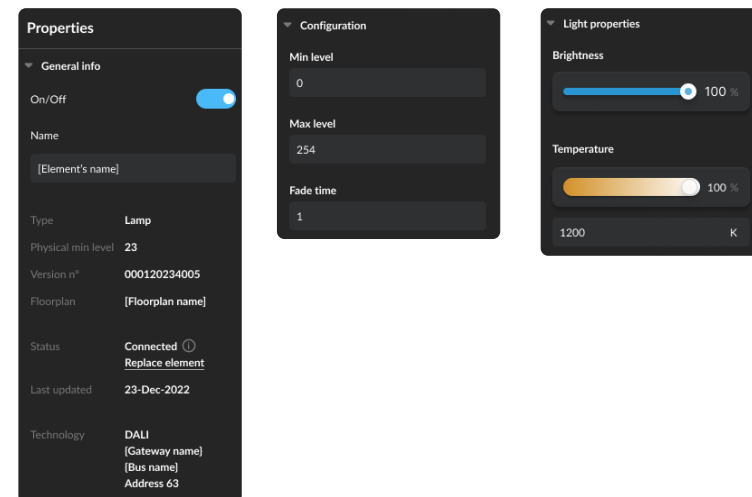 Properties
General info
On/Off
Name
[Element's name]
Type Lamp
Physical min level 23
Version n° 000120234005
Floorplan [Floorplan name]
Status Connected
Replace element
Last updated 23-Dec-2022
Technology DALI
[Gateway name]
[Bus name]
Address 63
Configuration
Min level
0
Max level
254
Fade time
1
Light properties
Brightness
100 %
Temperature
100 %
1200 K